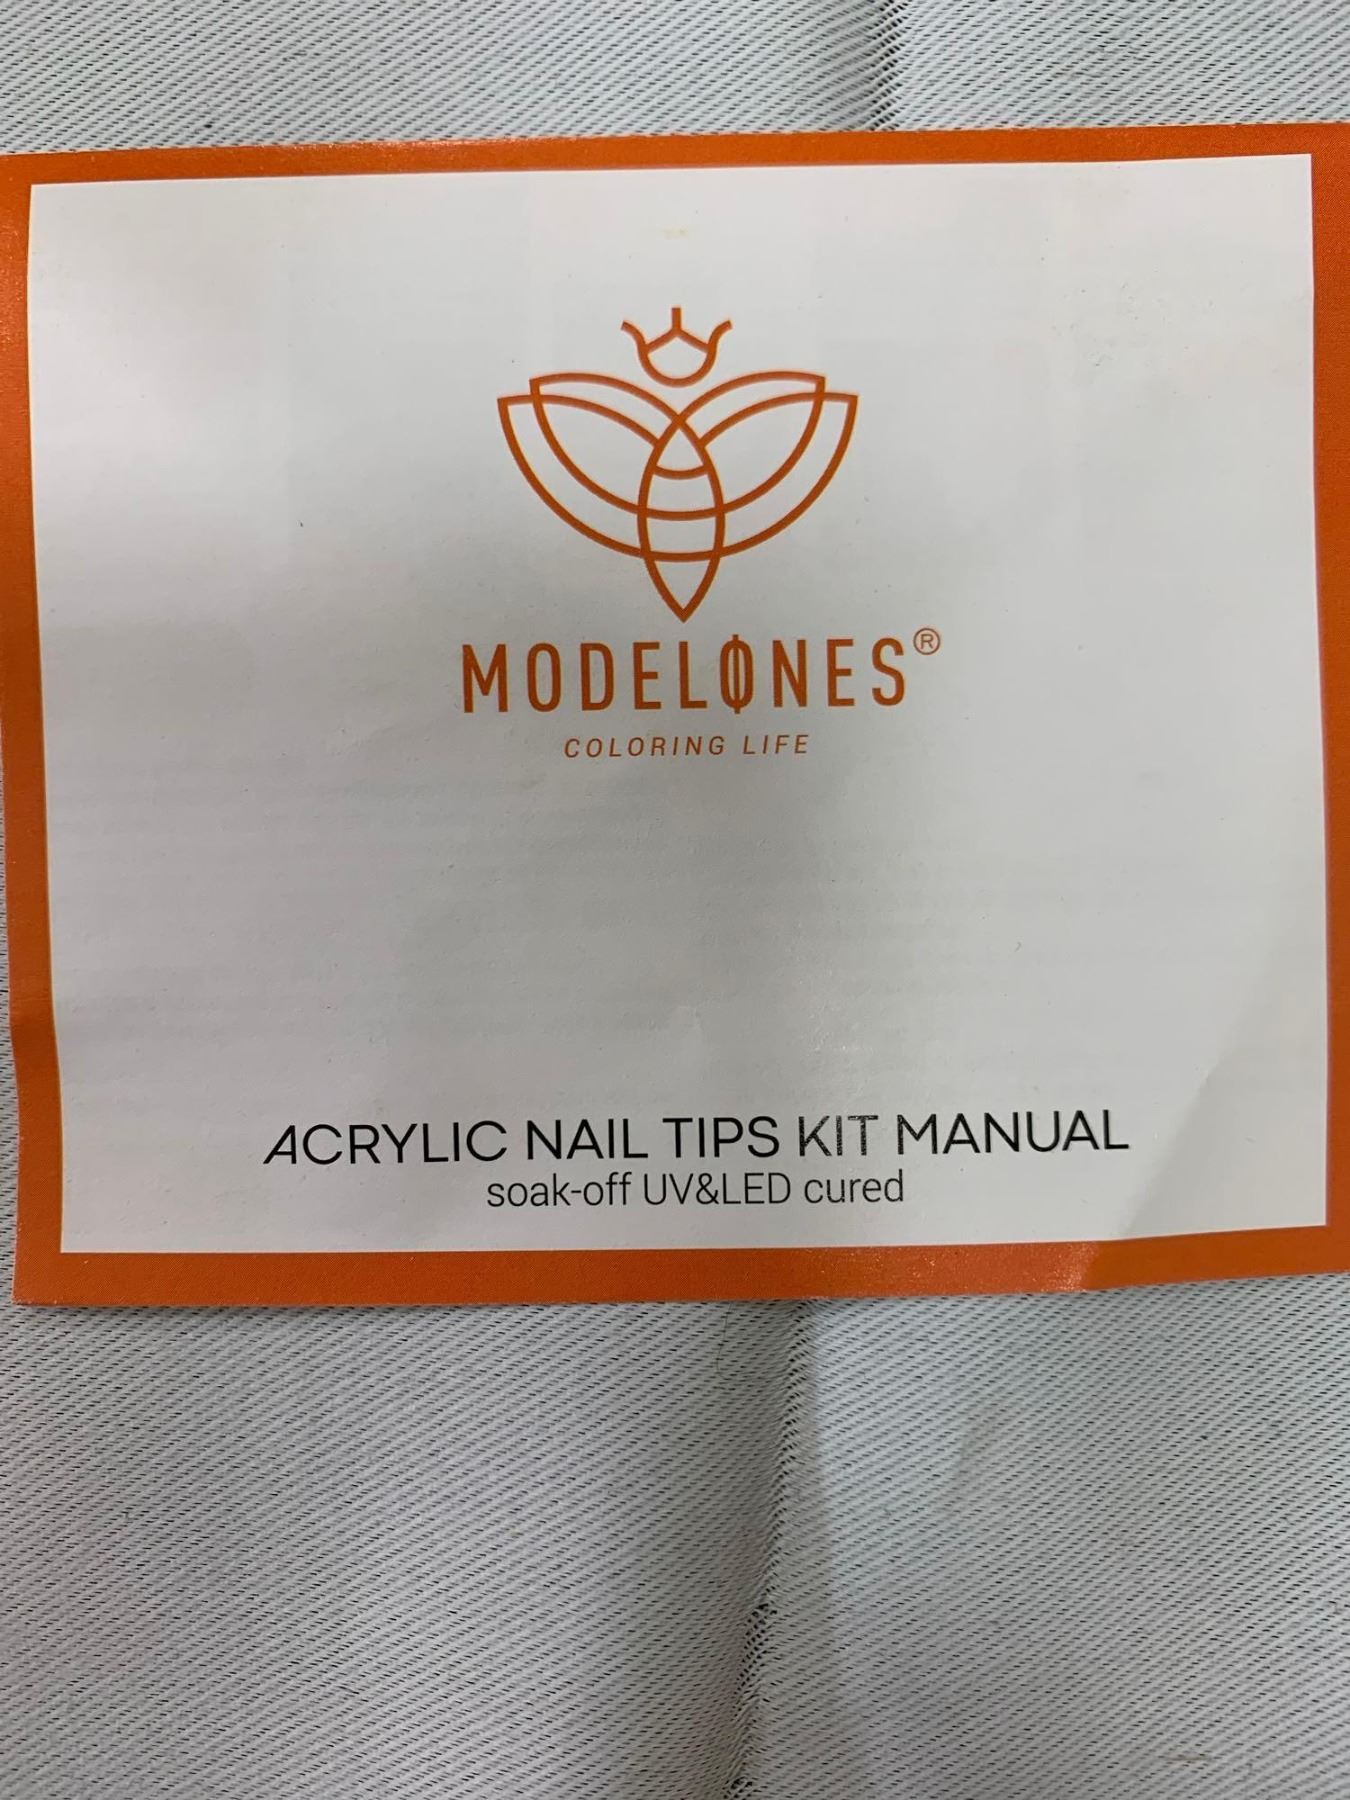 MODELONES®
COLORING LIFE
ACRYLIC NAIL TIPS KIT MANUAL
soak-off UV&LED cured